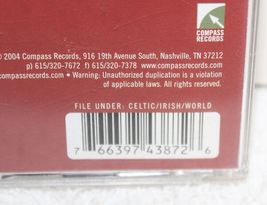 COMPASS
RECORDS
© 2004 Compass Records, 916 19th Avenue South, Nashville, TN 37212
p) 615/320-7672 f) 615/320-7378 www.compassrecords.com
compassrecords.com • Warning: Unauthorized duplication is a violation
of applicable laws. All rights reserved.
FILE UNDER: CELTIC/IRISH/WORLD
7 66397 43872 6